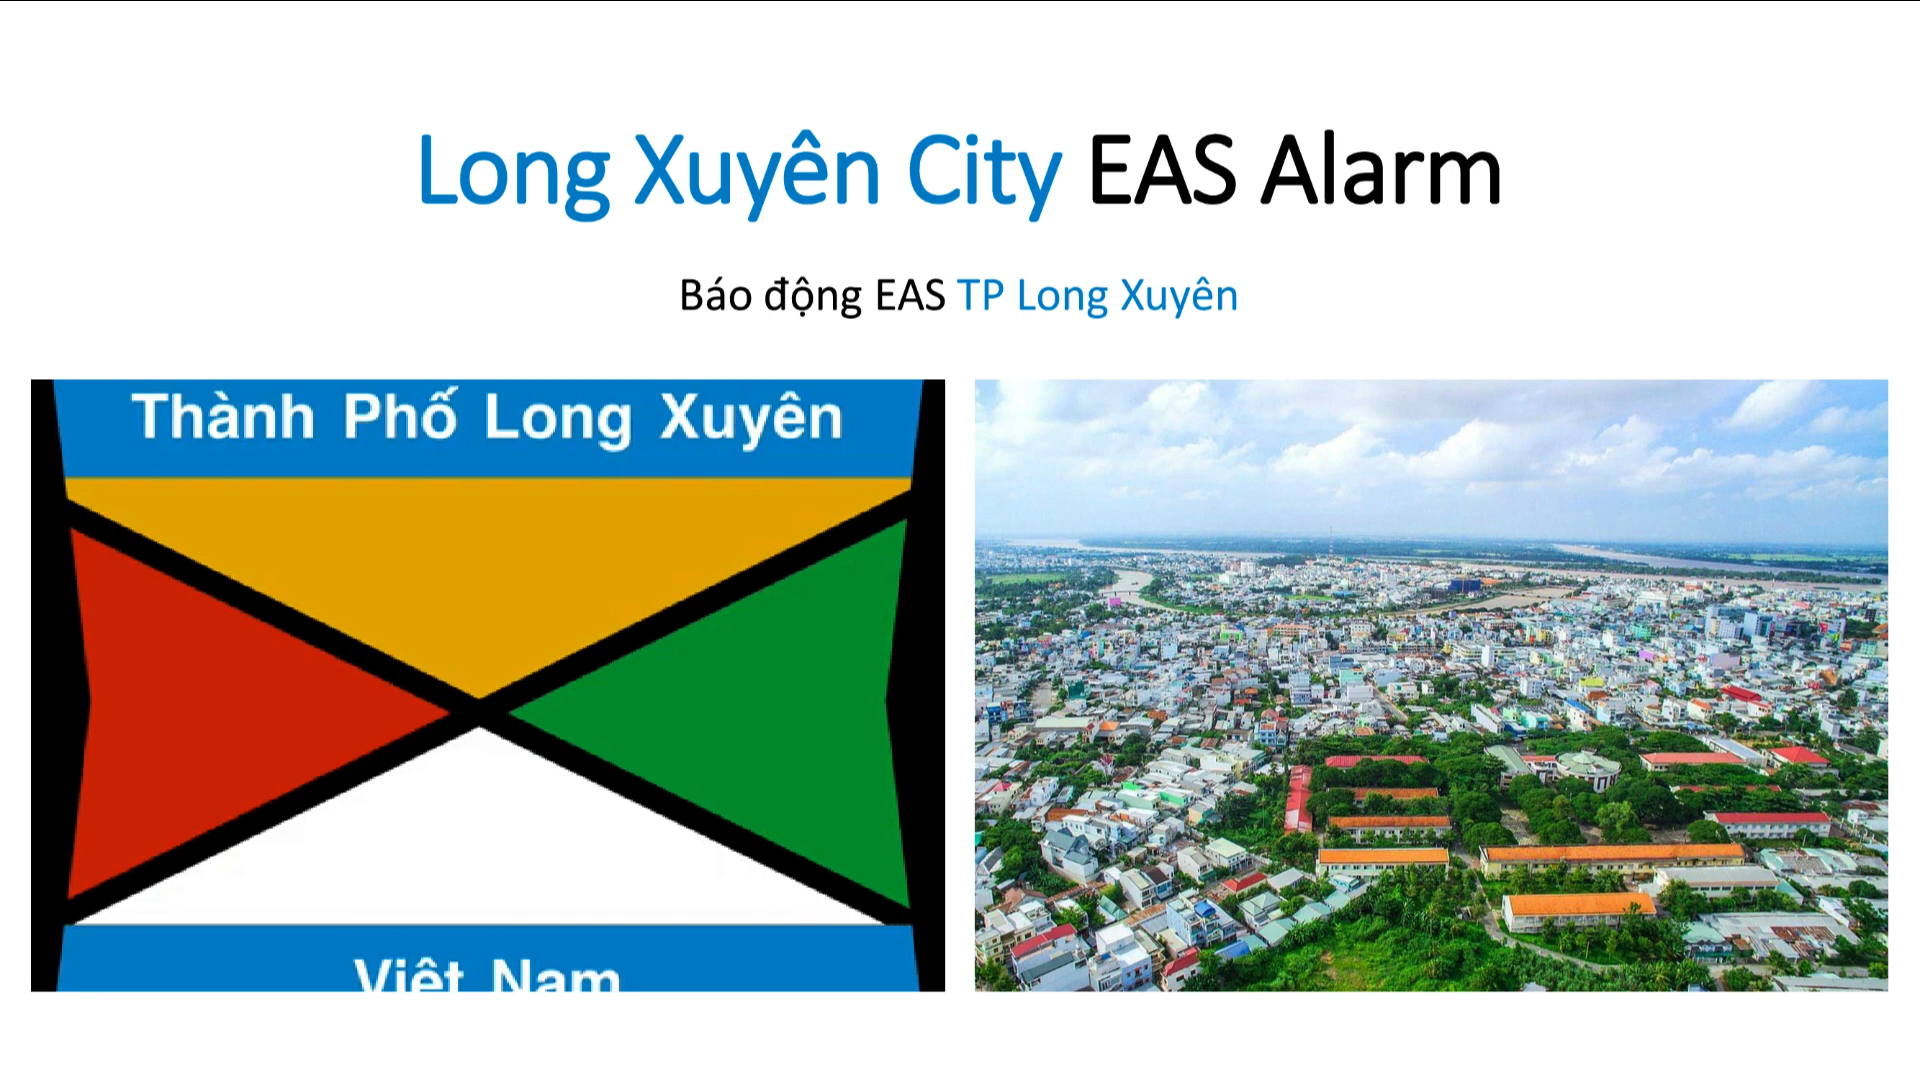 Long Xuyên City EAS Alarm
Báo động EAS TP Long Xuyên
Thành Phố Long Xuyên
Việt Nam